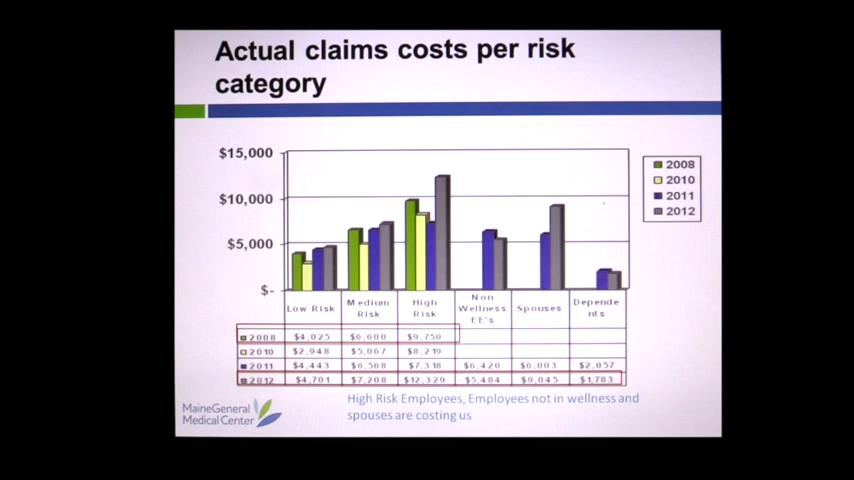 Actual claims costs per risk
category
$15,000
$10,000
$5,000
$-
2008
2010
2011
2012
Low Risk
Medium
Risk
High
Risk
Non
Wellness
EE's
Spouses
Depende
nts
2008 $4,025 $6,600 $9,750
2010 $2,948 $5,067 $8,219
2011 $4,443 $6,568 $7,318 $6,420 $6,003 $2,057
2012 $4,701 $7,208 $12,329 $5,484 $9,045 $1,783
MaineGeneral
Medical Center
High Risk Employees, Employees not in wellness and
spouses are costing us